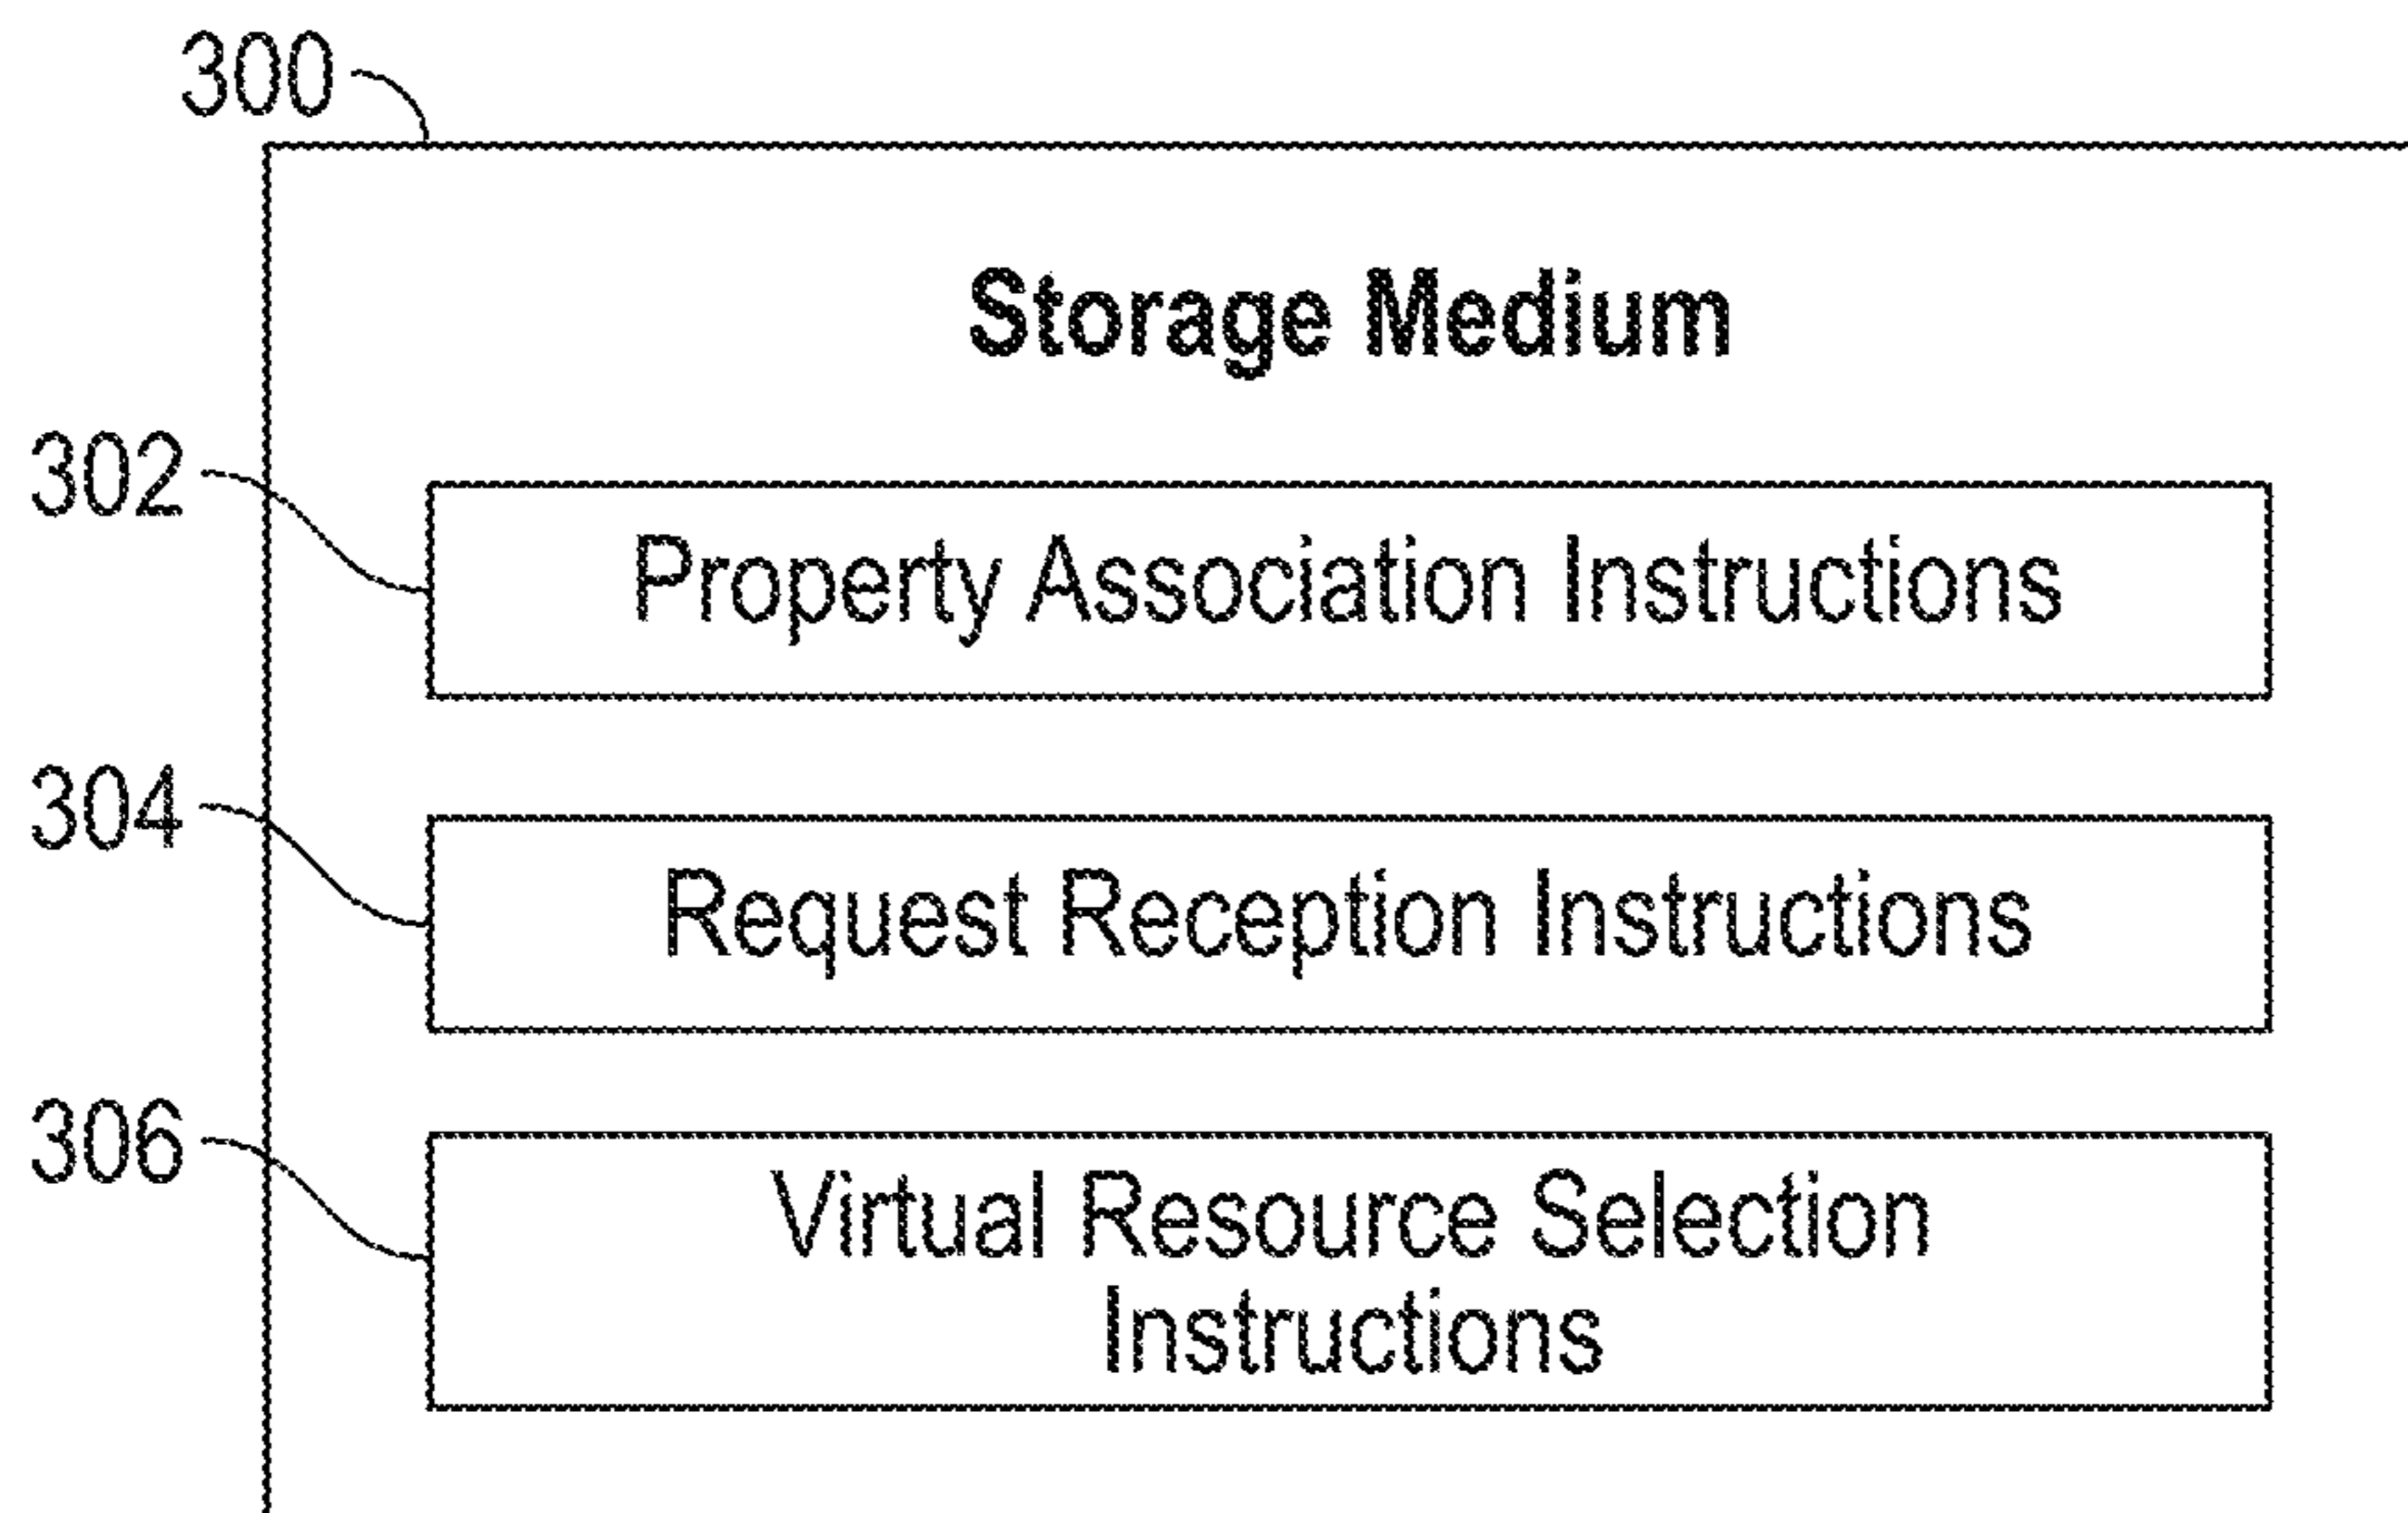 300
Storage Medium
302
Property Association Instructions
304
Request Reception Instructions
306
Virtual Resource Selection
Instructions